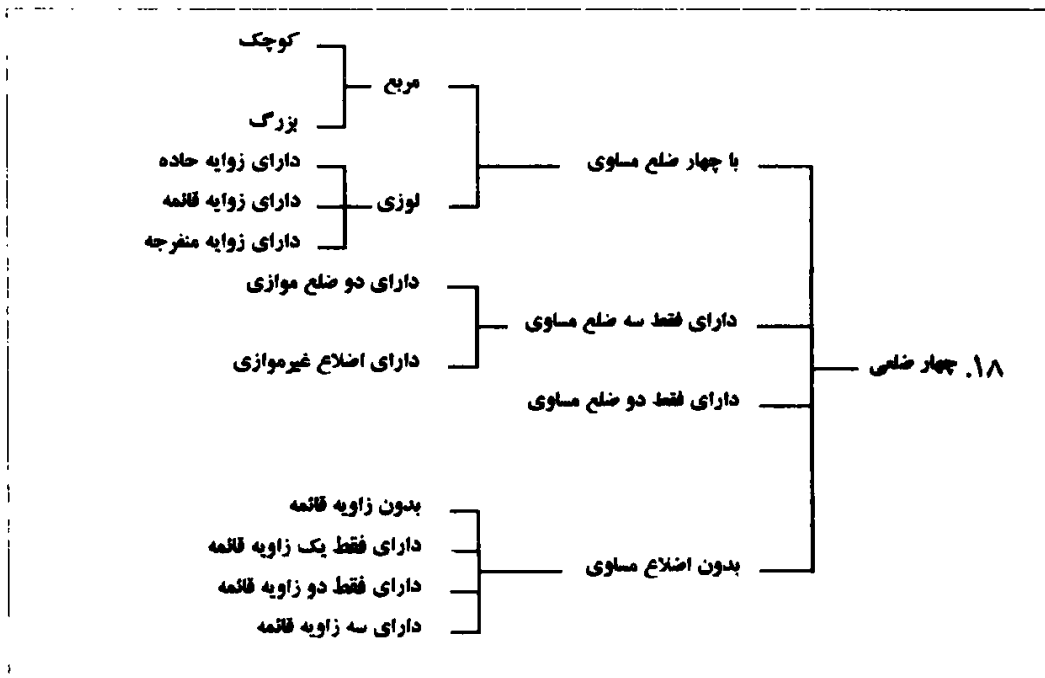 ۱۸. چهار ضلعی
با چهار ضلع مساوی
مربع
کوچک
بزرگ
لوزی
دارای زوایه حاده
دارای زوایه قائمه
دارای زوایه منفرجه
دارای فقط سه ضلع مساوی
دارای دو ضلع موازی
دارای اضلاع غیرموازی
دارای فقط دو ضلع مساوی
بدون اضلاع مساوی
بدون زاویه قائمه
دارای فقط یک زاویه قائمه
دارای فقط دو زاویه قائمه
دارای سه زاویه قائمه